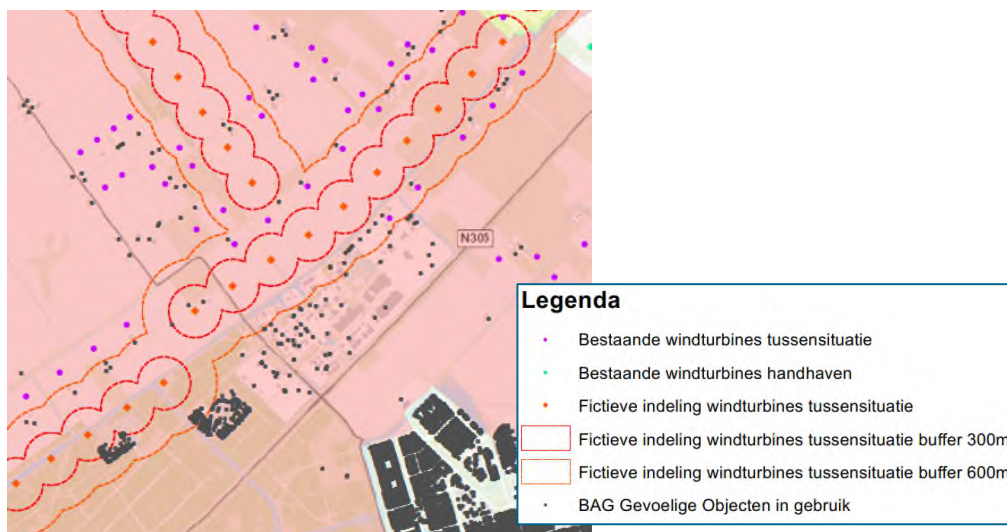 N305
Legenda
Bestaande windturbines tussensituatie
Bestaande windturbines handhaven
Fictieve indeling windturbines tussensituatie
Fictieve indeling windturbines tussensituatie buffer 300m
Fictieve indeling windturbines tussensituatie buffer 600m
BAG Gevoelige Objecten in gebruik